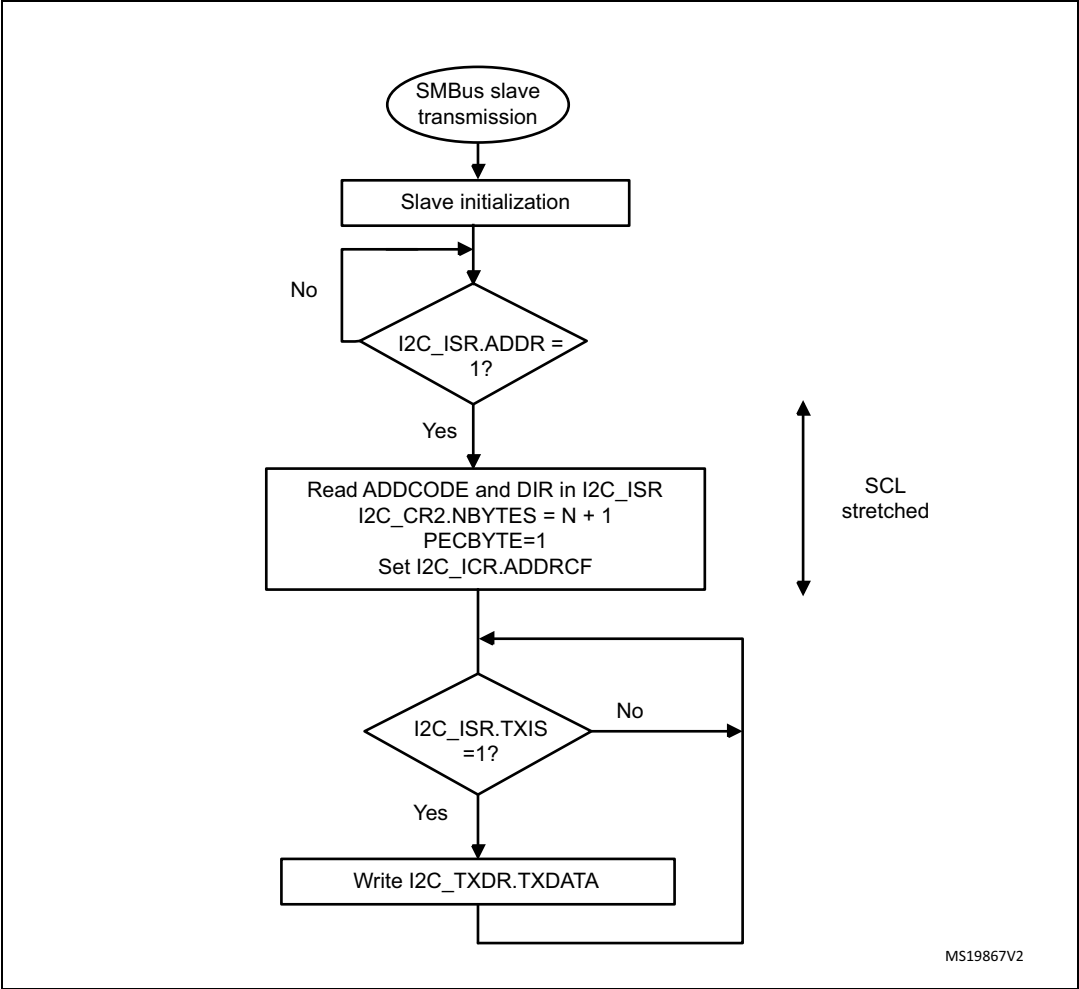 SMBus slave
transmission
Slave initialization
No
I2C_ISR.ADDR =
1?
Yes
Read ADDCODE and DIR in I2C_ISR
I2C_CR2.NBYTES = N + 1
PECBYTE=1
Set I2C_ICR.ADDRCF
SCL
stretched
I2C_ISR.TXIS
=1?
No
Yes
Write I2C_TXDR.TXDATA
MS19867V2